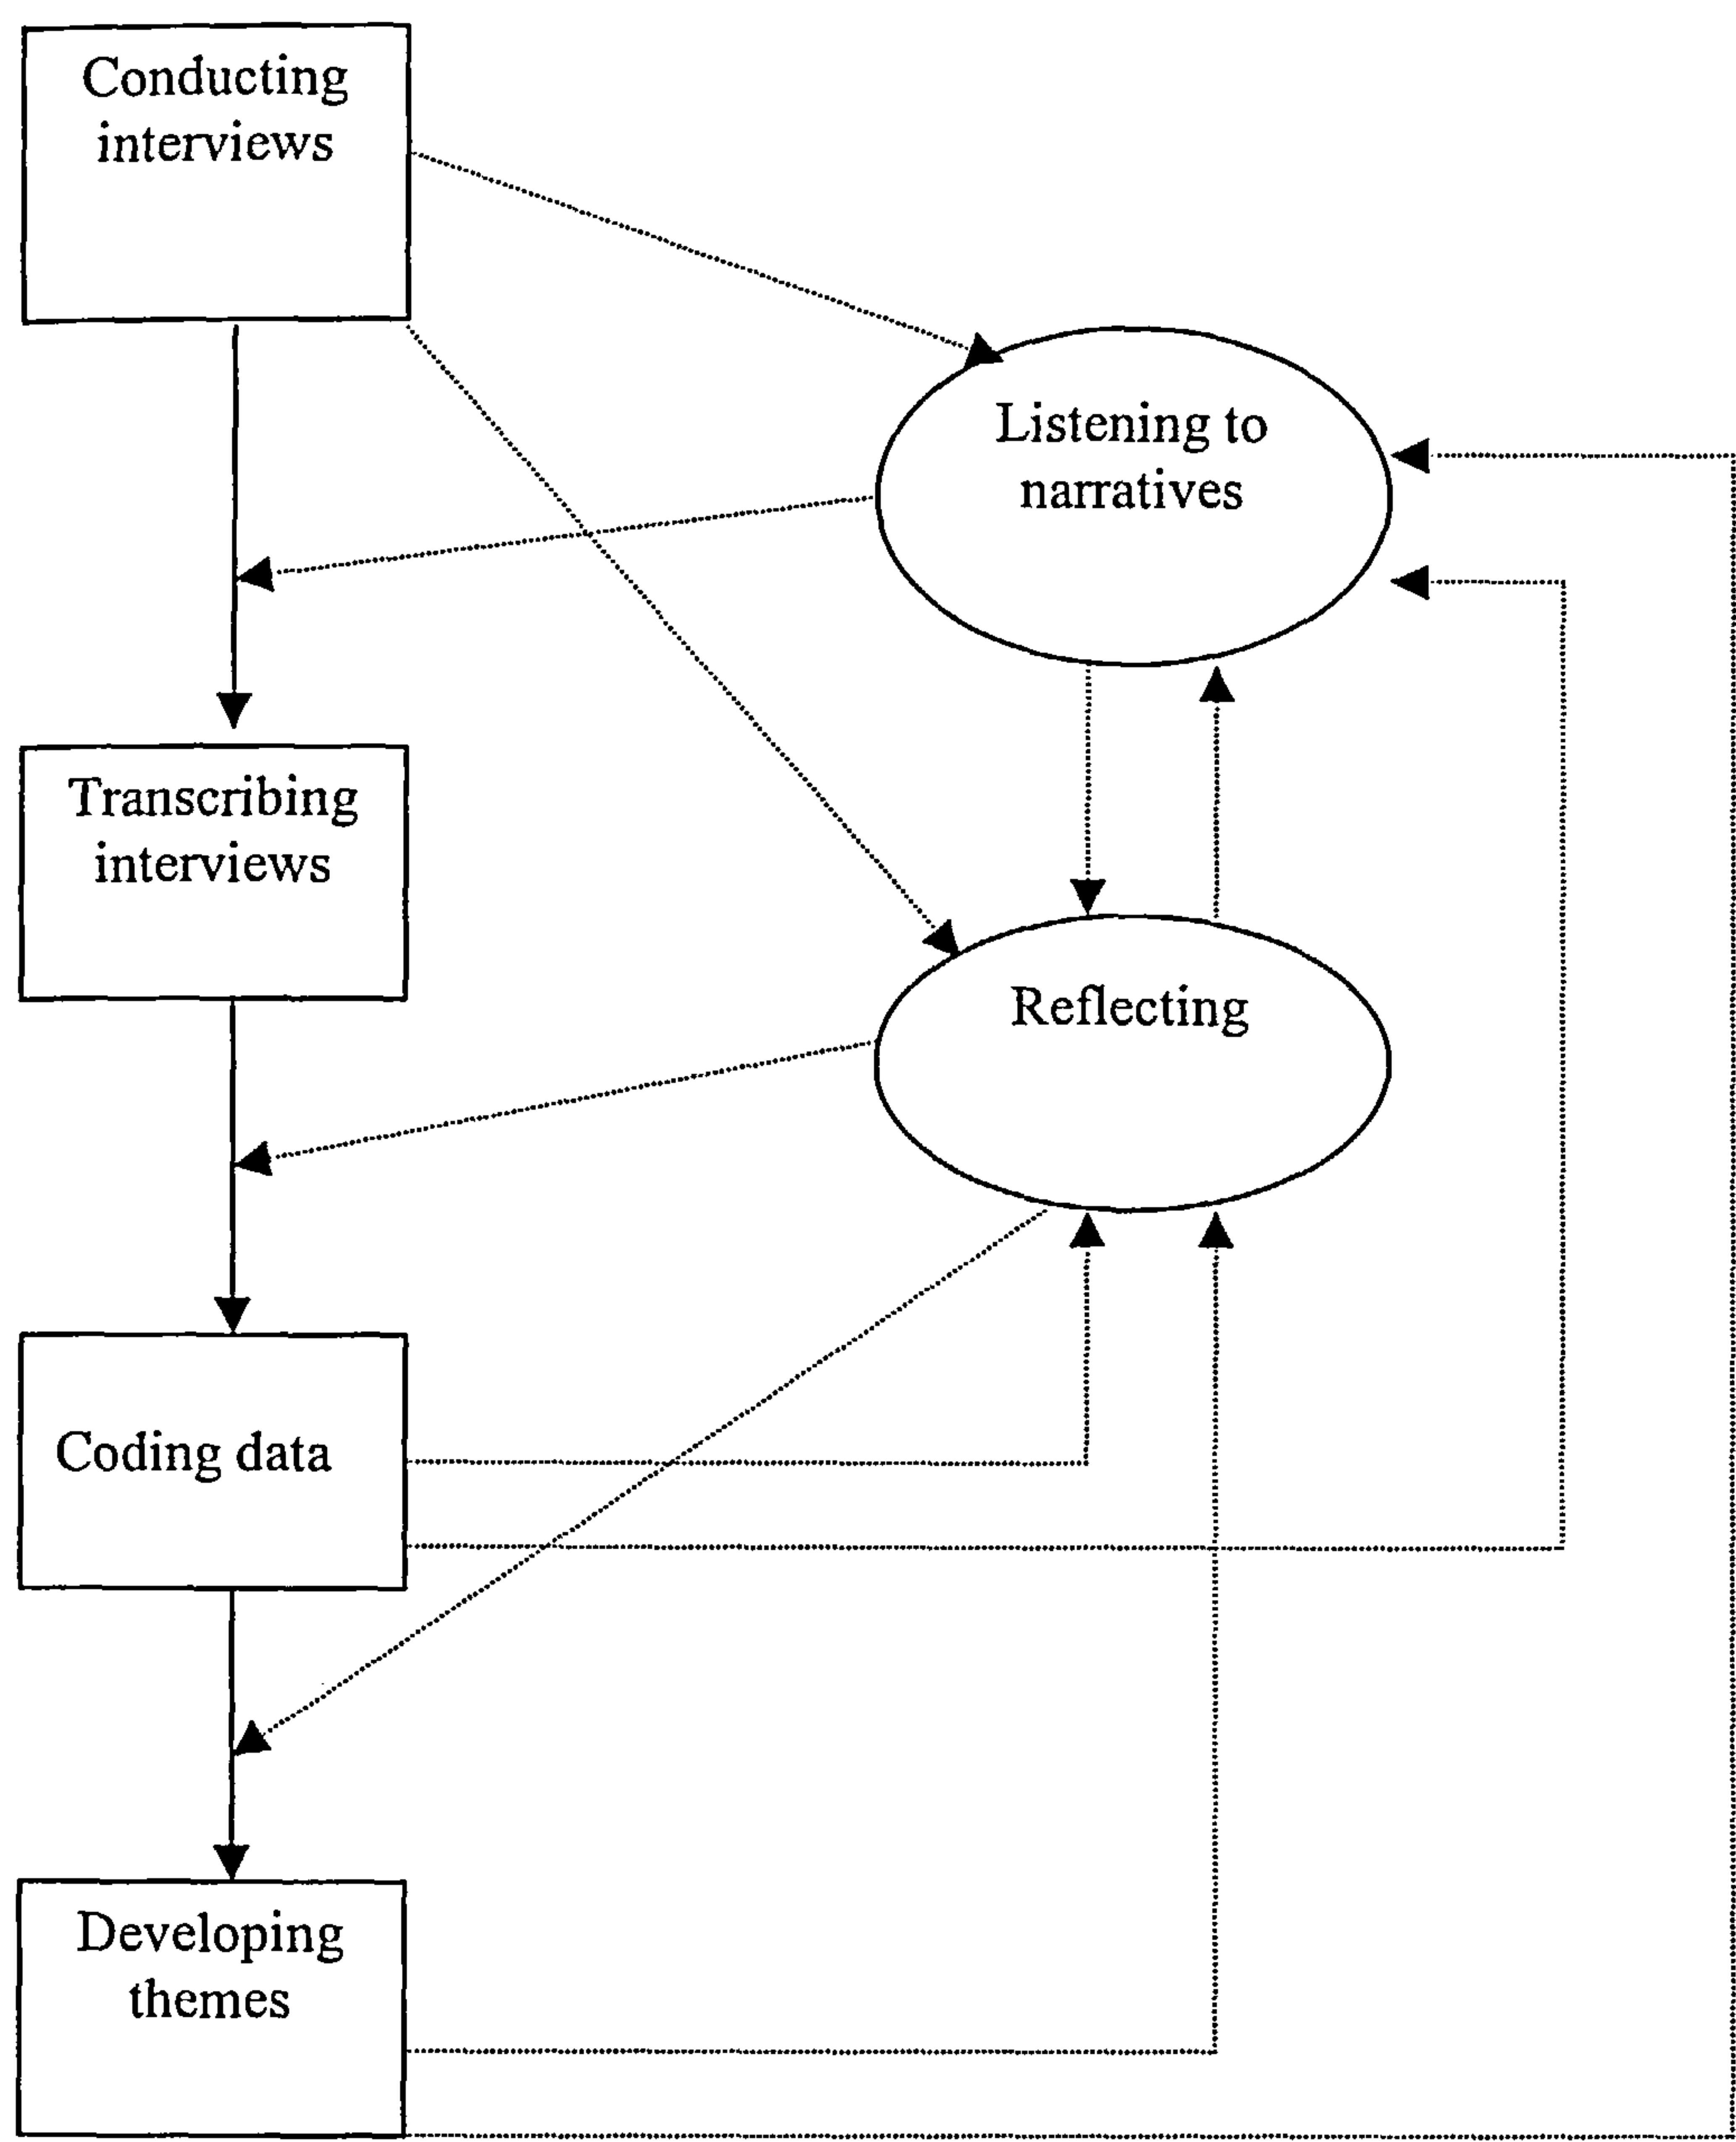 Conducting
interviews
Listening to
narratives
Transcribing
interviews
Reflecting
Coding data
Developing
themes